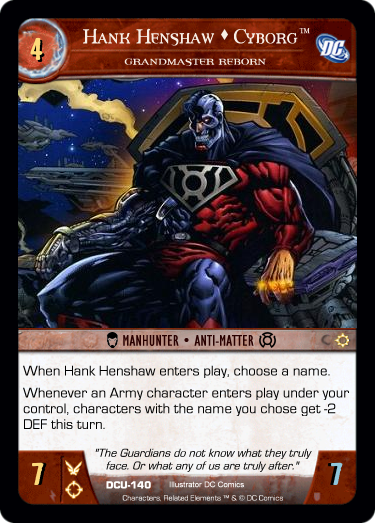 4
HANK HENSHAW ♦ CYBORG™
GRANDMASTER REBORN
DC
MANHUNTER • ANTI-MATTER
When Hank Henshaw enters play, choose a name.
Whenever an Army character enters play under your
control, characters with the name you chose get -2
DEF this turn.
"The Guardians do not know what they truly
face. Or what any of us are truly after."
7
DCU-140 Illustrator DC Comics
7
Characters, Related Elements ™ & © DC Comics